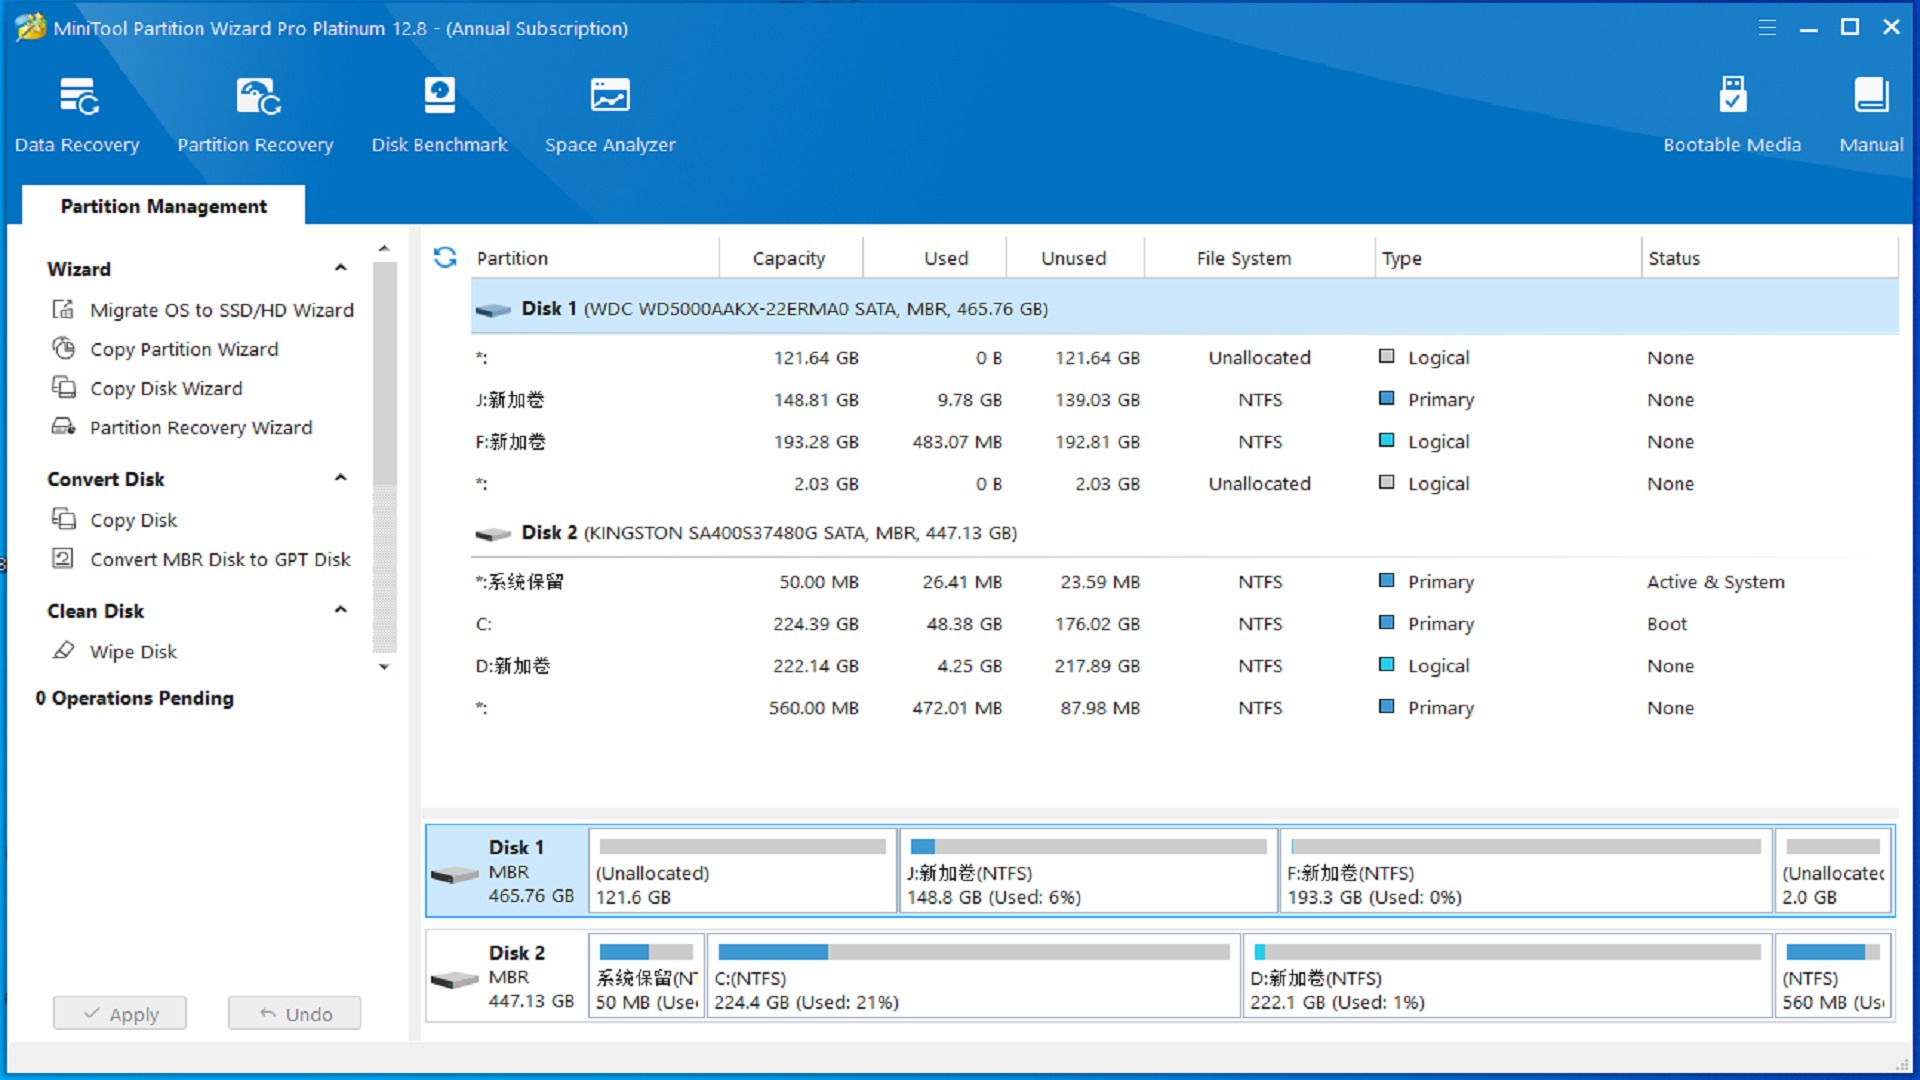 MiniTool Partition Wizard Pro Platinum 12.8 - (Annual Subscription)
Data Recovery Partition Recovery Disk Benchmark Space Analyzer Bootable Media Manual
Partition Management
Wizard
Migrate OS to SSD/HD Wizard
Copy Partition Wizard
Copy Disk Wizard
Partition Recovery Wizard
Convert Disk
Copy Disk
Convert MBR Disk to GPT Disk
Clean Disk
Wipe Disk
0 Operations Pending
Apply Undo
Partition Capacity Used Unused File System Type Status
Disk 1 (WDC WD5000AAKX-22ERMA0 SATA, MBR, 465.76 GB)
*: 121.64 GB 0 B 121.64 GB Unallocated Logical None
J:新加卷 148.81 GB 9.78 GB 139.03 GB NTFS Primary None
F:新加卷 193.28 GB 483.07 MB 192.81 GB NTFS Logical None
*: 2.03 GB 0 B 2.03 GB Unallocated Logical None
Disk 2 (KINGSTON SA400S37480G SATA, MBR, 447.13 GB)
*:系统保留 50.00 MB 26.41 MB 23.59 MB NTFS Primary Active & System
C: 224.39 GB 48.38 GB 176.02 GB NTFS Primary Boot
D:新加卷 222.14 GB 4.25 GB 217.89 GB NTFS Logical None
*: 560.00 MB 472.01 MB 87.98 MB NTFS Primary None
Disk 1
MBR
465.76 GB
(Unallocated)
121.6 GB
J:新加卷(NTFS)
148.8 GB (Used: 6%)
F:新加卷(NTFS)
193.3 GB (Used: 0%)
(Unallocatec
2.0 GB
Disk 2
MBR
447.13 GB
系统保留(NT
50 MB (Use
C:(NTFS)
224.4 GB (Used: 21%)
D:新加卷(NTFS)
222.1 GB (Used: 1%)
(NTFS)
560 MB (Us